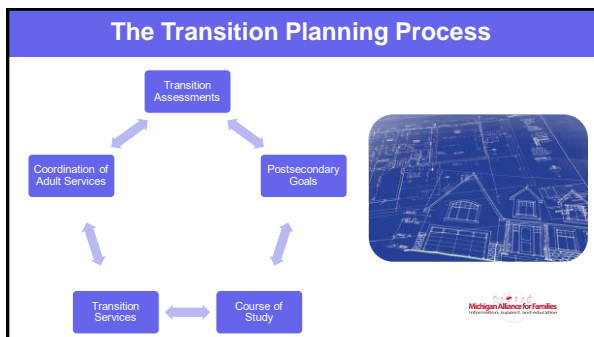 The Transition Planning Process
Transition
Assessments
Coordination of
Adult Services
Postsecondary
Goals
Transition
Services
Course of
Study
Michigan Alliance for Families
Information, support, and education